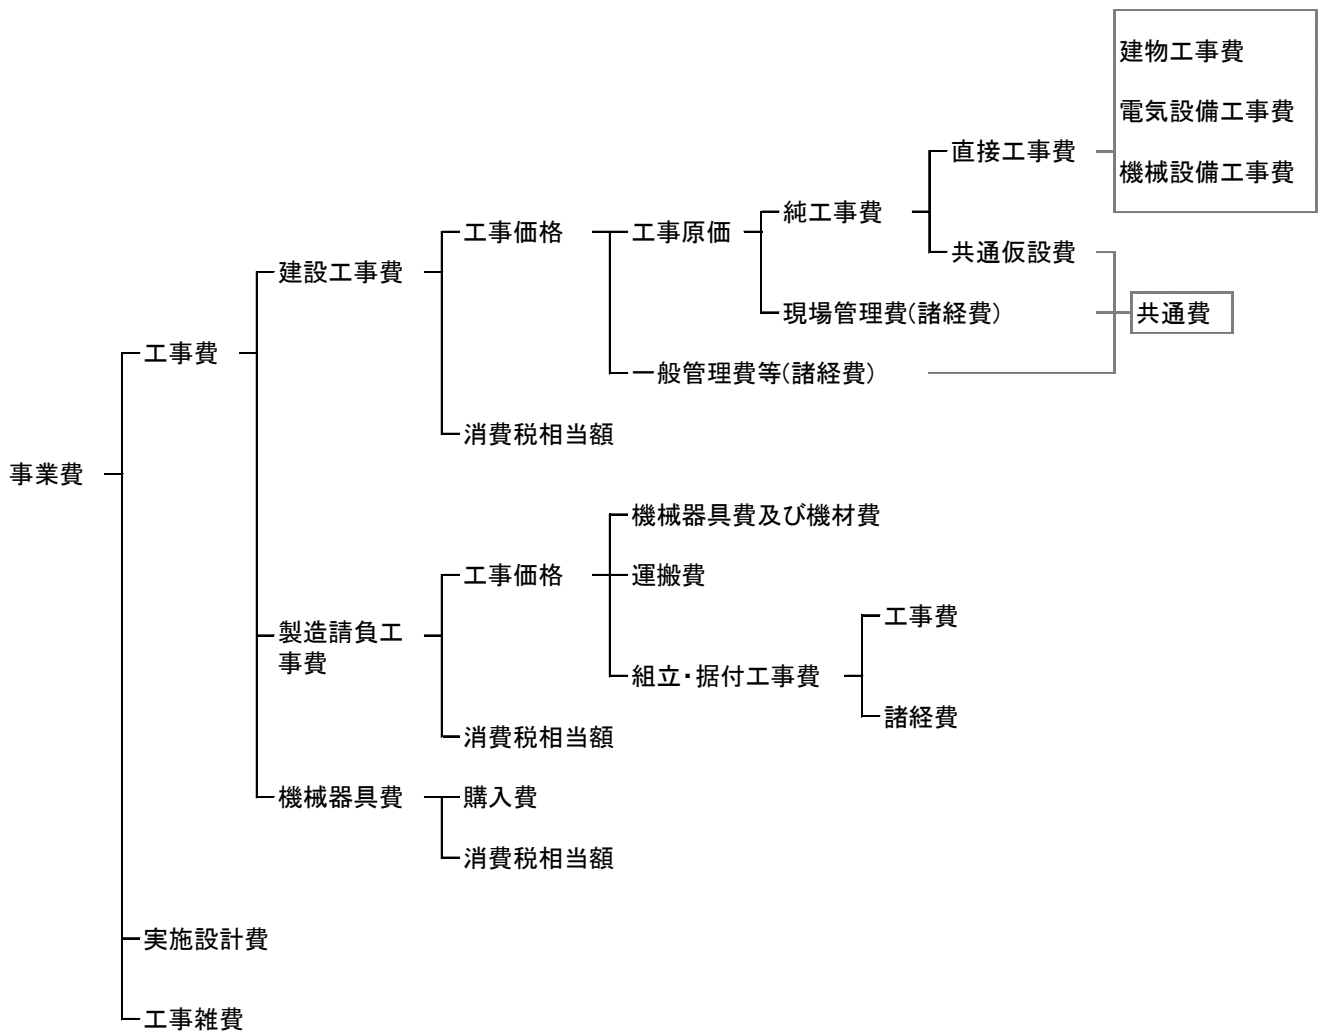 建物工事費
電気設備工事費
直接工事費
機械設備工事費
純工事費
工事価格
工事原価
共通仮設費
建設工事費
現場管理費(諸経費)
共通費
工事費
一般管理費等(諸経費)
消費税相当額
事業費
機械器具費及び機材費
工事価格
運搬費
工事費
製造請負工
事費
組立・据付工事費
諸経費
消費税相当額
機械器具費
購入費
消費税相当額
実施設計費
工事雑費